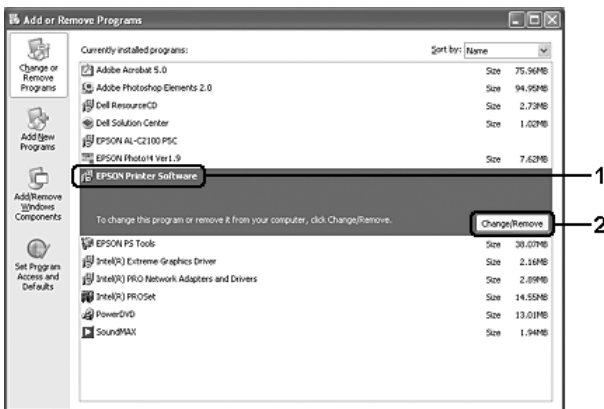 Add or Remove Programs
Change or
Remove
Programs
Add New
Programs
Add/Remove
Windows
Components
Set Program
Access and
Defaults
Currently installed programs: Sort by: Name
Adobe Acrobat 5.0 Size 75.96MB
Adobe Photoshop Elements 2.0 Size 94.95MB
Dell ResourceCD Size 2.73MB
Dell Solution Center Size 1.02MB
EPSON AL-C2100 PSC
EPSON PhotoI4 Ver1.9 Size 7.62MB
EPSON Printer Software 1
To change this program or remove it from your computer, click Change/Remove. Change/Remove 2
EPSON PS Tools Size 38.07MB
Intel(R) Extreme Graphics Driver Size 2.16MB
Intel(R) PRO Network Adapters and Drivers Size 2.89MB
Intel(R) PROSet Size 14.55MB
PowerDVD Size 13.01MB
SoundMAX Size 1.94MB